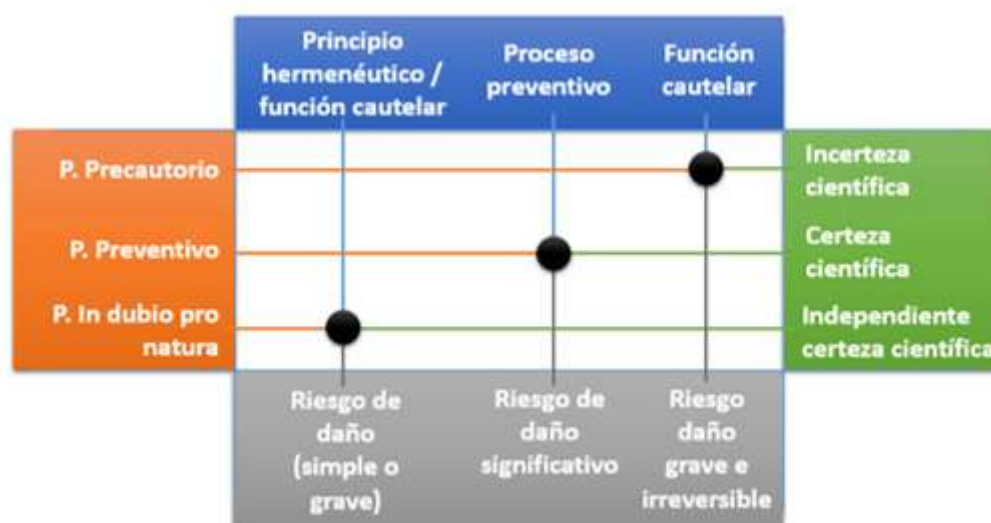 Principio
hermenéutico /
función cautelar
Proceso
preventivo
Función
cautelar
P. Precautorio
P. Preventivo
P. In dubio pro
natura
Incerteza
científica
Certeza
científica
Independiente
certeza científica
Riesgo de
daño
(simple o
grave)
Riesgo de
daño
significativo
Riesgo
daño
grave e
irreversible